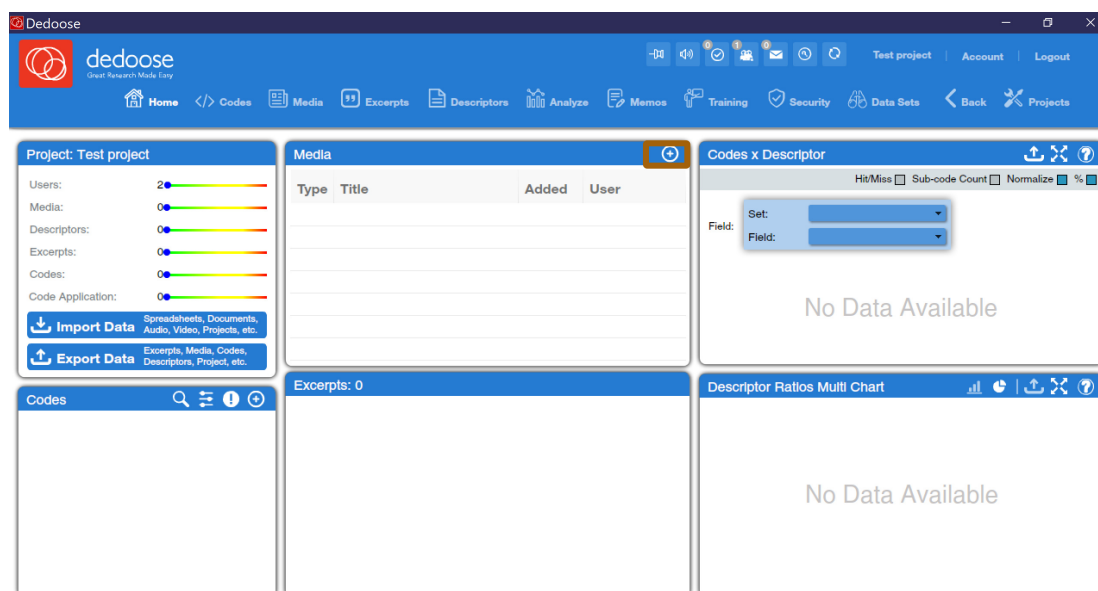 Dedoose
dedoose
Great Research Made Easy
0 1 0
Test project | Account | Logout
Home </> Codes Media Excerpts Descriptors Analyze Memos Training Security Data Sets Back Projects
Project: Test project
Users: 2
Media: 0
Descriptors: 0
Excerpts: 0
Codes: 0
Code Application: 0
Import Data Spreadsheets, Documents,
Audio, Video, Projects, etc.
Export Data Excerpts, Media, Codes,
Descriptors, Project, etc.
Codes
Media
Type Title Added User
Excerpts: 0
Codes x Descriptor
Hit/Miss Sub-code Count Normalize %
Field:
Set:
Field:
No Data Available
Descriptor Ratios Multi Chart
No Data Available